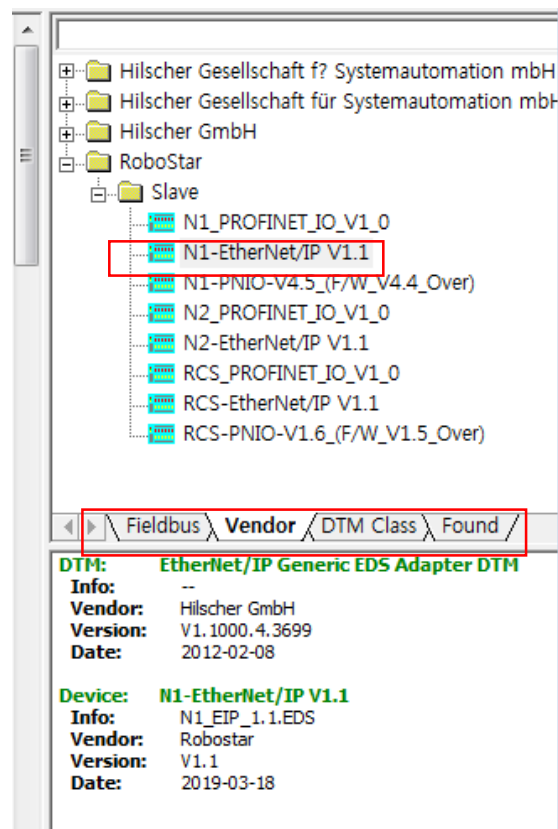 Hilscher Gesellschaft f? Systemautomation mbH
Hilscher Gesellschaft für Systemautomation mbH
Hilscher GmbH
RoboStar
Slave
N1_PROFINET_IO_V1_0
N1-EtherNet/IP V1.1
N1-PNIO-V4.5_(F/W_V4.4_Over)
N2_PROFINET_IO_V1_0
N2-EtherNet/IP V1.1
RCS_PROFINET_IO_V1_0
RCS-EtherNet/IP V1.1
RCS-PNIO-V1.6_(F/W_V1.5_Over)
Fieldbus Vendor DTM Class Found
DTM: EtherNet/IP Generic EDS Adapter DTM
Info: --
Vendor: Hilscher GmbH
Version: V1.1000.4.3699
Date: 2012-02-08
Device: N1-EtherNet/IP V1.1
Info: N1_EIP_1.1.EDS
Vendor: Robostar
Version: V1.1
Date: 2019-03-18